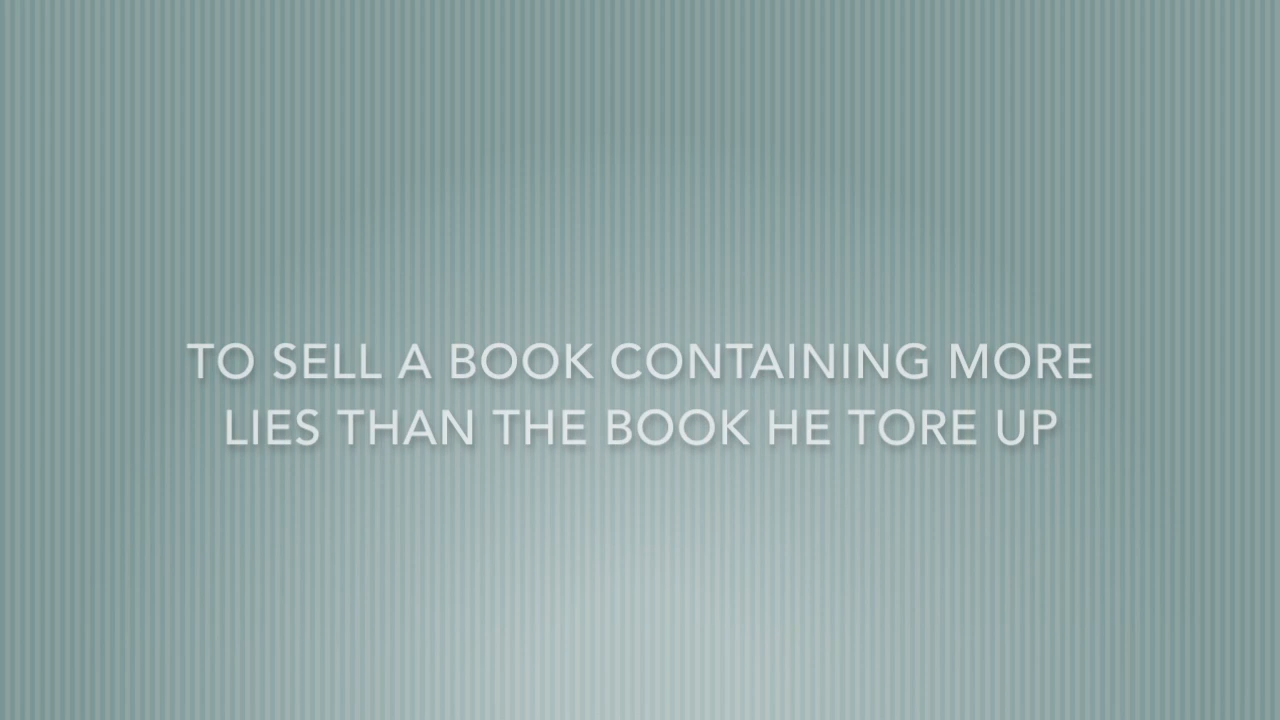 TO SELL A BOOK CONTAINING MORE
LIES THAN THE BOOK HE TORE UP